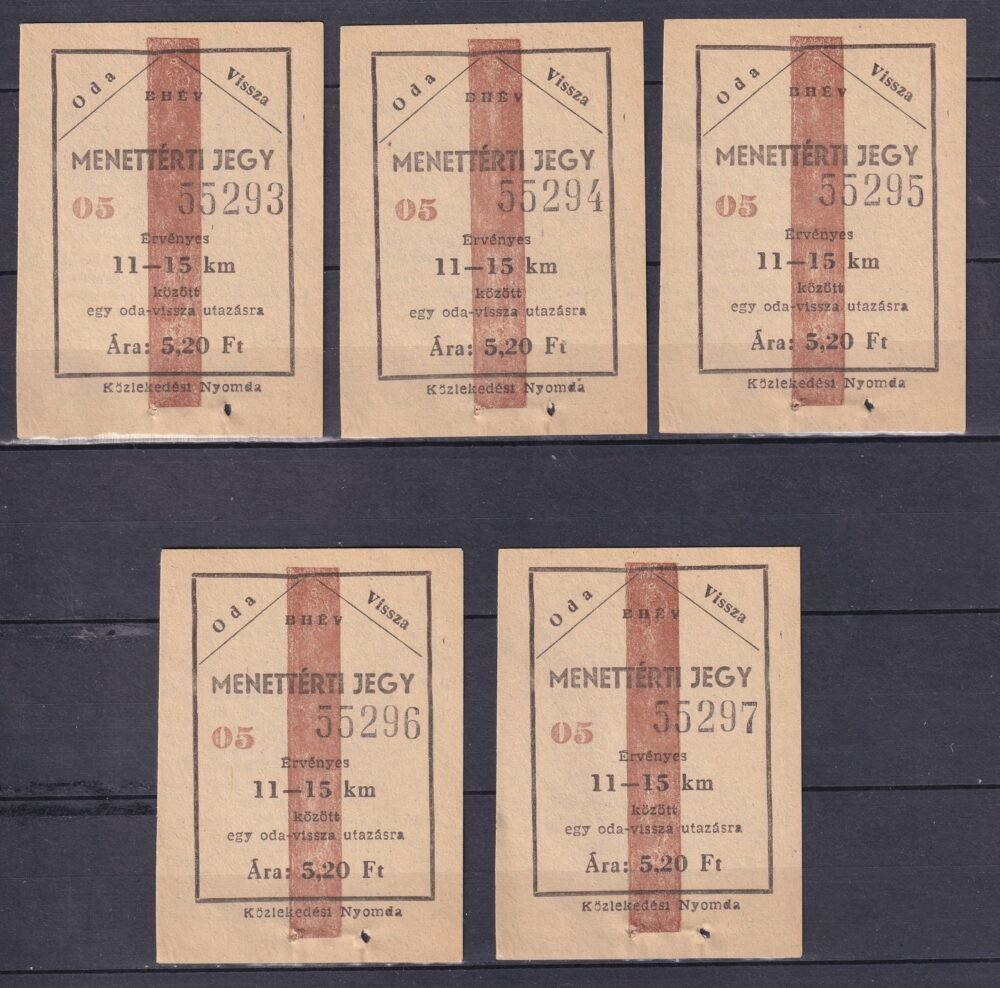 Oda Vissza
BHÉV
MENETTÉRTI JEGY
05 55293
Érvényes
11—15 km
között
egy oda-vissza utazásra
Ára: 5,20 Ft
Közlekedési Nyomda
Oda Vissza
BHÉV
MENETTÉRTI JEGY
05 55294
Érvényes
11—15 km
között
egy oda-vissza utazásra
Ára: 5,20 Ft
Közlekedési Nyomda
Oda Vissza
BHÉV
MENETTÉRTI JEGY
05 55295
Érvényes
11—15 km
között
egy oda-vissza utazásra
Ára: 5,20 Ft
Közlekedési Nyomda
Oda Vissza
BHÉV
MENETTÉRTI JEGY
05 55296
Érvényes
11—15 km
között
egy oda-vissza utazásra
Ára: 5,20 Ft
Közlekedési Nyomda
Oda Vissza
BHÉV
MENETTÉRTI JEGY
05 55297
Érvényes
11—15 km
között
egy oda-vissza utazásra
Ára: 5,20 Ft
Közlekedési Nyomda